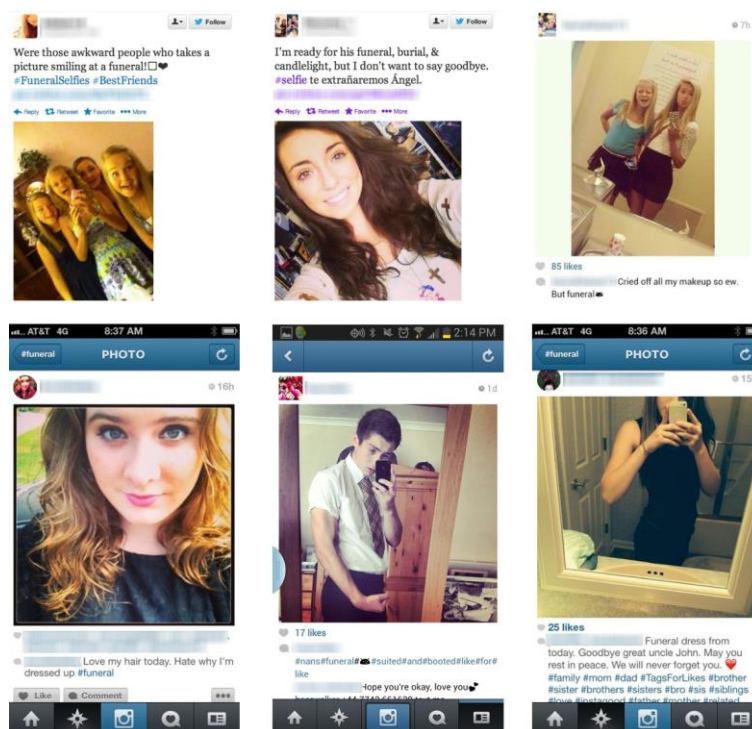 Follow
Were those awkward people who takes a
picture smiling at a funeral!□❤
#FuneralSelfies #BestFriends
Reply Retweet Favorite ••• More
Follow
I'm ready for his funeral, burial, &
candlelight, but I don't want to say goodbye.
#selfie te extrañaremos Ángel.
Reply Retweet Favorite ••• More
7h
85 likes
Cried off all my makeup so ew.
But funeral
AT&T 4G 8:37 AM
#funeral PHOTO
16h
Love my hair today. Hate why I'm
dressed up #funeral
Like Comment •••
2:14 PM
1d
17 likes
#nans#funeral##suited#and#booted#like#for#
like
Hope you're okay, love you
AT&T 4G 8:36 AM
#funeral PHOTO
15
25 likes
Funeral dress from
today. Goodbye great uncle John. May you
rest in peace. We will never forget you. ❤
#family #mom #dad #TagsForLikes #brother
#sister #brothers #sisters #bro #sis #siblings
#love #instagood #father #mother #related